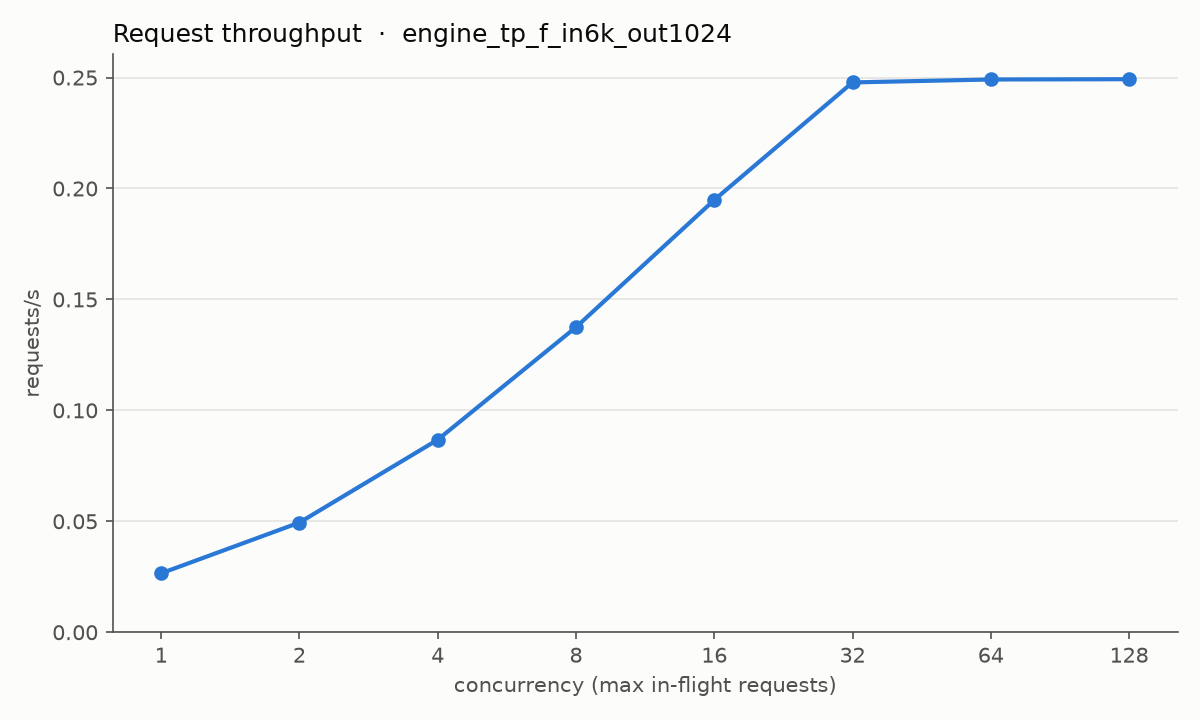 Request throughput · engine_tp_f_in6k_out1024
requests/s
0.25
0.20
0.15
0.10
0.05
0.00
1 2 4 8 16 32 64 128
concurrency (max in-flight requests)